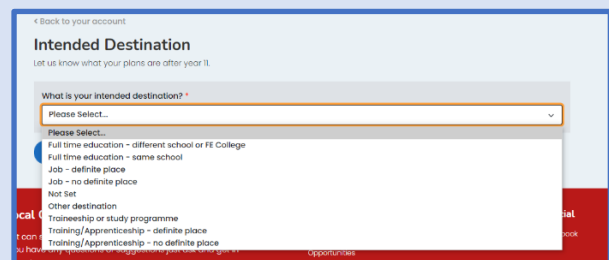 < Back to your account
Intended Destination
Let us know what your plans are after year 11.
What is your intended destination? *
Please Select...
Please Select...
Full time education - different school or FE College
Full time education - same school
Job - definite place
Job - no definite place
Not Set
Other destination
Traineeship or study programme
Training/Apprenticeship - definite place
Training/Apprenticeship - no definite place
Opportunities